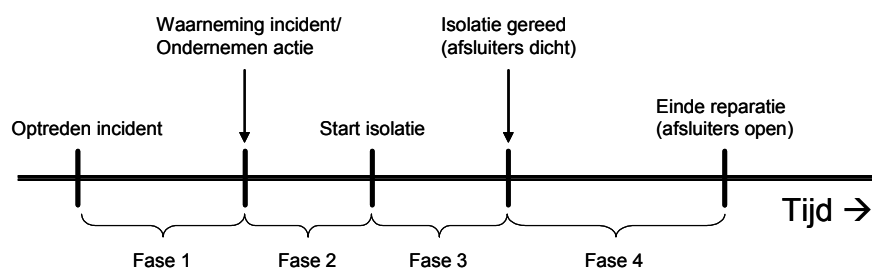 Waarneming incident/
Ondernemen actie
Isolatie gereed
(afsluiters dicht)
Einde reparatie
(afsluiters open)
Optreden incident
Start isolatie
Tijd →
Fase 1
Fase 2
Fase 3
Fase 4